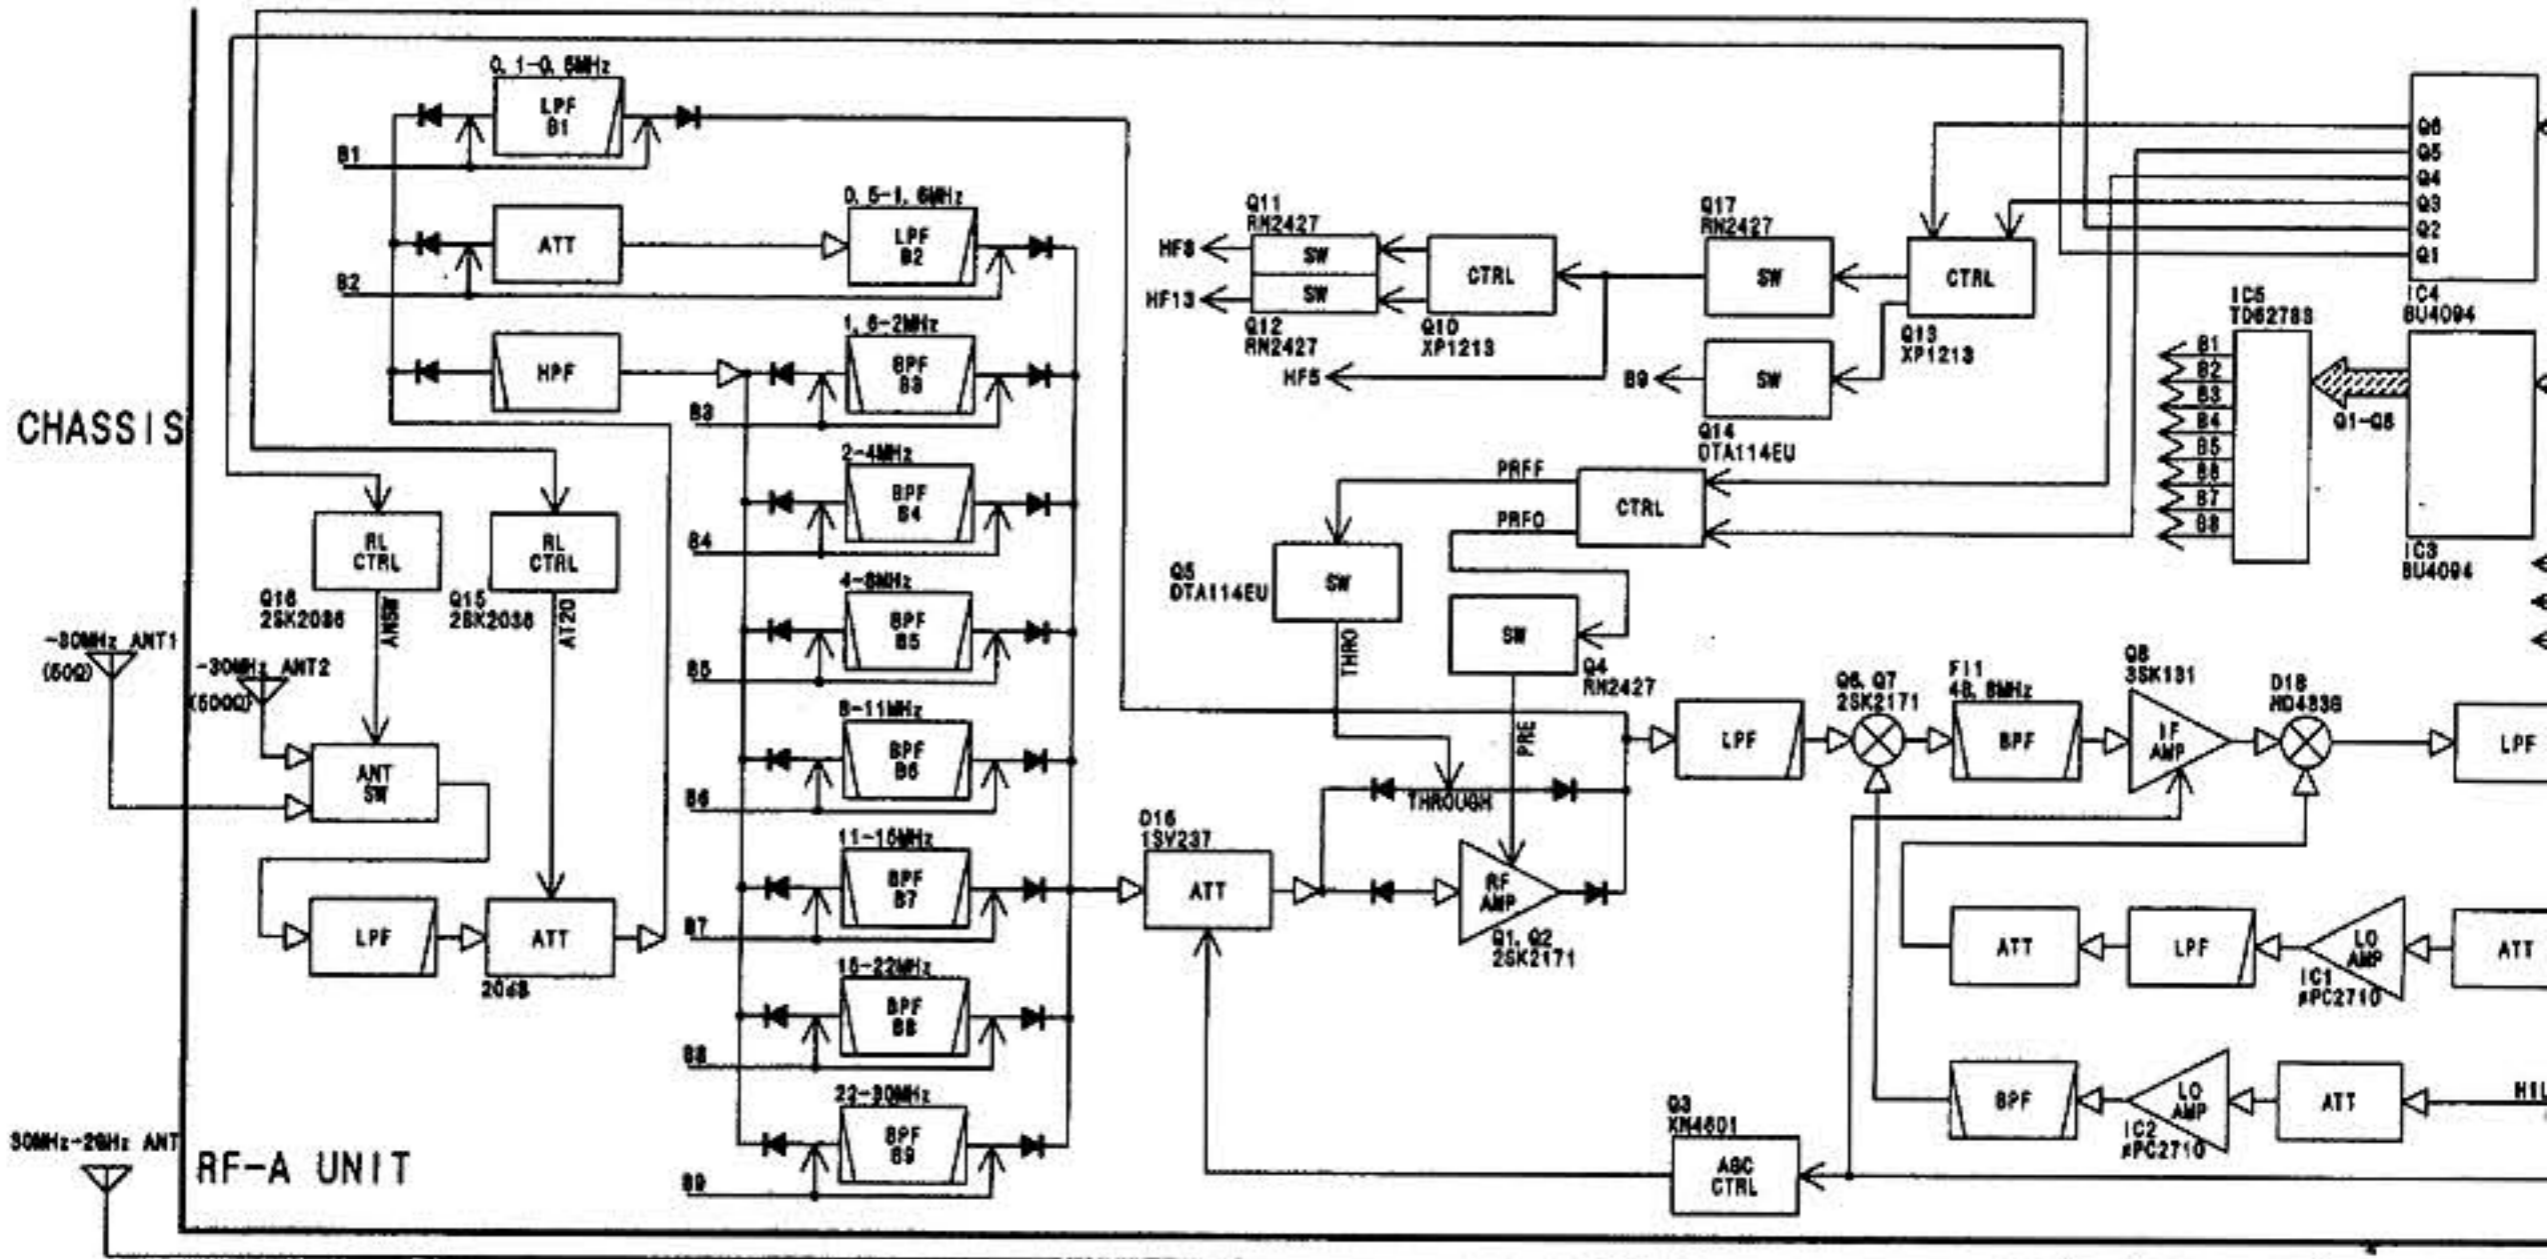 CHASSIS
RF-A UNIT
0.1-0.5MHz
LPF
B1
B1
ATT
0.5-1.6MHz
LPF
B2
B2
HPF
1.6-2MHz
BPF
B3
B3
2-4MHz
BPF
B4
B4
4-8MHz
BPF
B5
B5
8-11MHz
BPF
B6
B6
11-15MHz
BPF
B7
B7
15-22MHz
BPF
B8
B8
22-30MHz
BPF
B9
B9
RL
CTRL
Q16
2SK2036
ANSW
RL
CTRL
Q15
2SK2036
AT20
-30MHz ANT1
(50Ω)
-30MHz ANT2
(500Ω)
ANT
SW
LPF
ATT
20dB
30MHz-2GHz ANT
Q11
RN2427
HF8
SW
HF13
SW
Q12
RN2427
CTRL
Q10
XP1213
HF5
Q17
RN2427
SW
CTRL
Q13
XP1213
B9
SW
Q14
DTA114EU
Q6
Q5
Q4
Q3
Q2
Q1
IC4
BU4094
IC5
TD62783
B1
B2
B3
B4
B5
B6
B7
B8
Q1-Q8
IC3
BU4094
PRFF
PRFO
CTRL
Q5
DTA114EU
SW
THRO
SW
Q4
RN2427
PRE
THROUGH
D15
1SV237
ATT
RF
AMP
Q1, Q2
2SK2171
LPF
Q6, Q7
2SK2171
FI1
48.8MHz
BPF
Q8
3SK131
IF
AMP
D18
ND4836
LPF
ATT
LPF
LO
AMP
IC1
μPC2710
ATT
BPF
LO
AMP
IC2
μPC2710
ATT
Q3
XN4601
AGC
CTRL